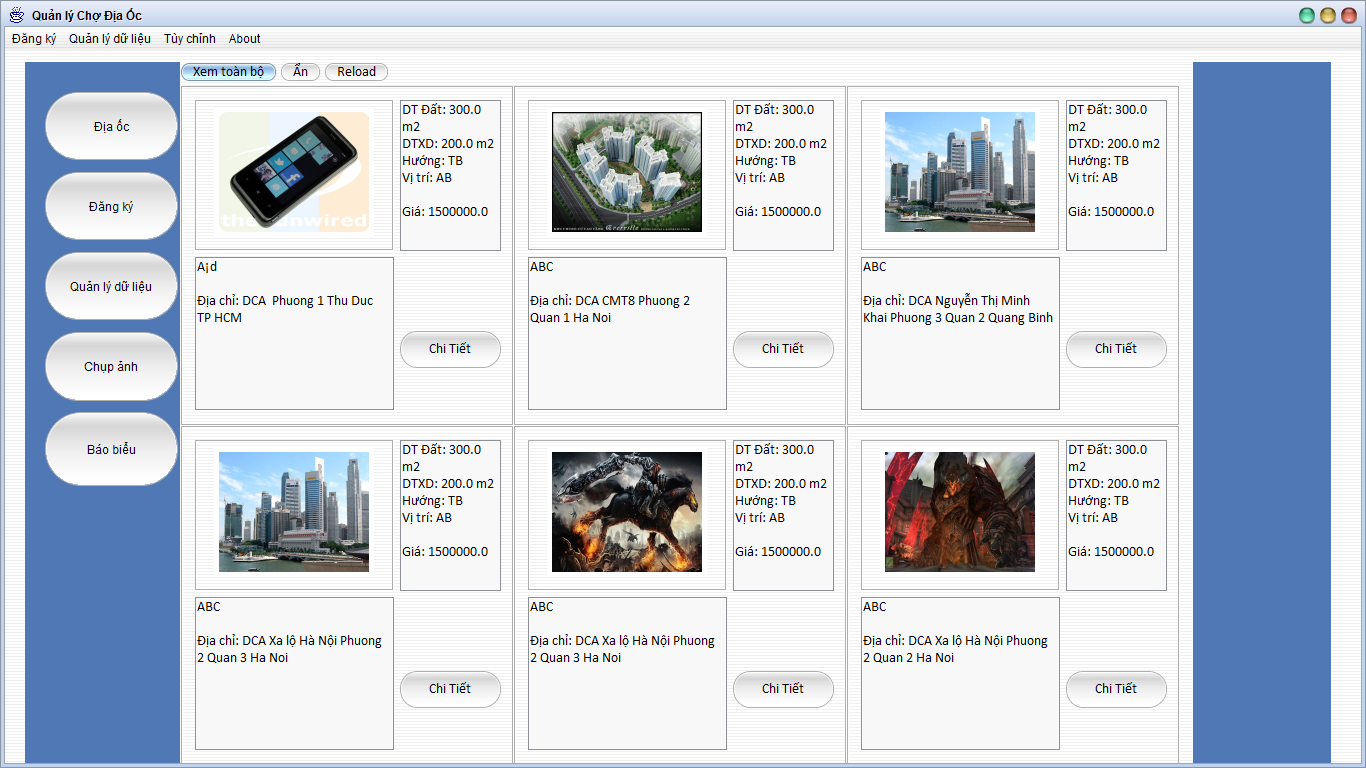 Quản lý Chợ Địa Ốc
Đăng ký Quản lý dữ liệu Tùy chỉnh About
Xem toàn bộ Ẩn Reload
Địa ốc
Đăng ký
Quản lý dữ liệu
Chụp ảnh
Báo biểu
DT Đất: 300.0
m2
DTXD: 200.0 m2
Hướng: TB
Vị trí: AB
Giá: 1500000.0
A¡d
Địa chỉ: DCA  Phuong 1 Thu Duc
TP HCM
Chi Tiết
DT Đất: 300.0
m2
DTXD: 200.0 m2
Hướng: TB
Vị trí: AB
Giá: 1500000.0
ABC
Địa chỉ: DCA CMT8 Phuong 2
Quan 1 Ha Noi
Chi Tiết
DT Đất: 300.0
m2
DTXD: 200.0 m2
Hướng: TB
Vị trí: AB
Giá: 1500000.0
ABC
Địa chỉ: DCA Nguyễn Thị Minh
Khai Phuong 3 Quan 2 Quang Binh
Chi Tiết
DT Đất: 300.0
m2
DTXD: 200.0 m2
Hướng: TB
Vị trí: AB
Giá: 1500000.0
ABC
Địa chỉ: DCA Xa lộ Hà Nội Phuong
2 Quan 3 Ha Noi
Chi Tiết
DT Đất: 300.0
m2
DTXD: 200.0 m2
Hướng: TB
Vị trí: AB
Giá: 1500000.0
ABC
Địa chỉ: DCA Xa lộ Hà Nội Phuong
2 Quan 3 Ha Noi
Chi Tiết
DT Đất: 300.0
m2
DTXD: 200.0 m2
Hướng: TB
Vị trí: AB
Giá: 1500000.0
ABC
Địa chỉ: DCA Xa lộ Hà Nội Phuong
2 Quan 2 Ha Noi
Chi Tiết